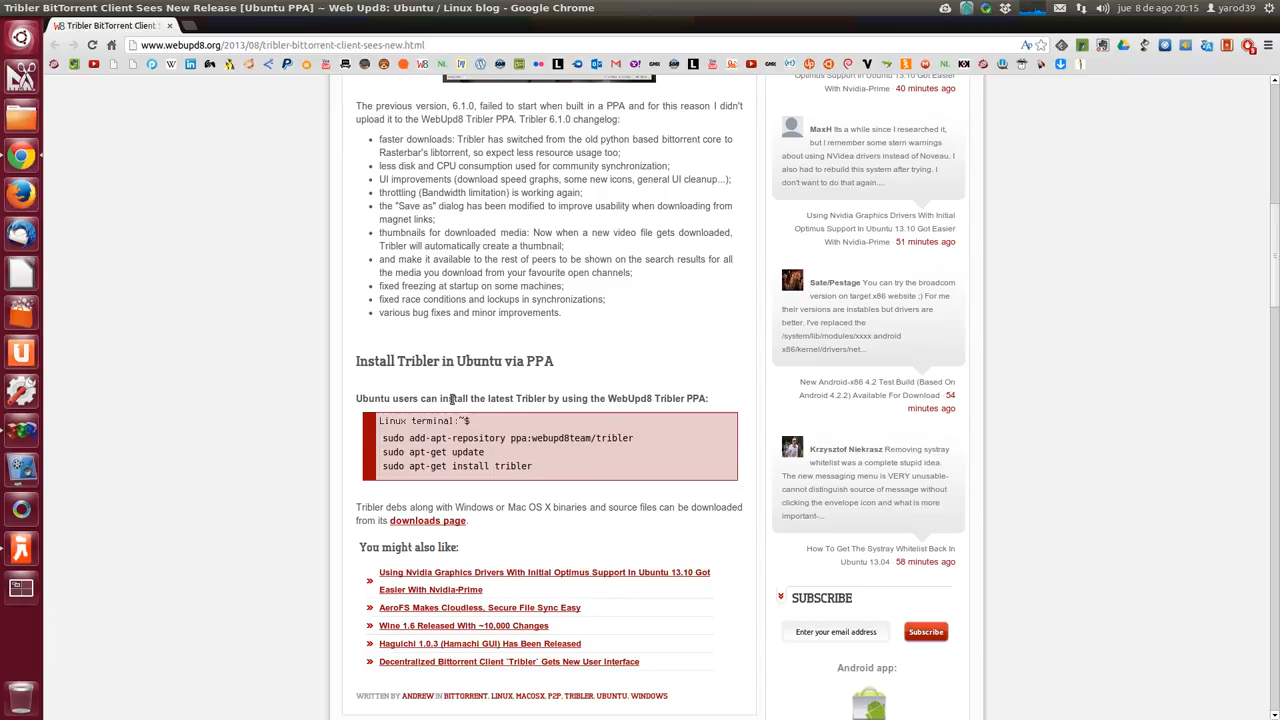 Tribler BitTorrent Client Sees New Release [Ubuntu PPA] ~ Web Upd8: Ubuntu / Linux blog - Google Chrome
jue 8 de ago 20:15
yarod39
Tribler BitTorrent Client S
www.webupd8.org/2013/08/tribler-bittorrent-client-sees-new.html
The previous version, 6.1.0, failed to start when built in a PPA and for this reason I didn't
upload it to the WebUpd8 Tribler PPA. Tribler 6.1.0 changelog:
faster downloads: Tribler has switched from the old python based bittorrent core to
Rasterbar's libtorrent, so expect less resource usage too;
less disk and CPU consumption used for community synchronization;
UI improvements (download speed graphs, some new icons, general UI cleanup...);
throttling (Bandwidth limitation) is working again;
the "Save as" dialog has been modified to improve usability when downloading from
magnet links;
thumbnails for downloaded media: Now when a new video file gets downloaded,
Tribler will automatically create a thumbnail;
and make it available to the rest of peers to be shown on the search results for all
the media you download from your favourite open channels;
fixed freezing at startup on some machines;
fixed race conditions and lockups in synchronizations;
various bug fixes and minor improvements.
Install Tribler in Ubuntu via PPA
Ubuntu users can install the latest Tribler by using the WebUpd8 Tribler PPA:
Linux terminal:~$
sudo add-apt-repository ppa:webupd8team/tribler
sudo apt-get update
sudo apt-get install tribler
Tribler debs along with Windows or Mac OS X binaries and source files can be downloaded
from its downloads page.
You might also like:
Using Nvidia Graphics Drivers With Initial Optimus Support In Ubuntu 13.10 Got
Easier With Nvidia-Prime
AeroFS Makes Cloudless, Secure File Sync Easy
Wine 1.6 Released With ~10,000 Changes
Haguichi 1.0.3 (Hamachi GUI) Has Been Released
Decentralized Bittorrent Client `Tribler` Gets New User Interface
WRITTEN BY ANDREW IN BITTORRENT, LINUX, MACOSX, P2P, TRIBLER, UBUNTU, WINDOWS
Optimus Support In Ubuntu 13.10 Got Easier
With Nvidia-Prime · 40 minutes ago
MaxH Its a while since I researched it,
but I remember some stern warnings
about using NVidea drivers instead of Noveau. I
also had to rebuild this system after trying. I
don't want to do that again....
Using Nvidia Graphics Drivers With Initial
Optimus Support In Ubuntu 13.10 Got Easier
With Nvidia-Prime · 51 minutes ago
Sate/Pestage You can try the broadcom
version on target x86 website ;) For me
their versions are instables but drivers are
better. I've replaced the
/system/lib/modules/xxxx android
x86/kernel/drivers/net...
New Android-x86 4.2 Test Build (Based On
Android 4.2.2) Available For Download · 54
minutes ago
Krzysztof Niekrasz Removing systray
whitelist was a complete stupid idea.
The new messaging menu is VERY unusable-
cannot distinguish source of message without
clicking the envelope icon and what is more
important-...
How To Get The Systray Whitelist Back In
Ubuntu 13.04 · 58 minutes ago
SUBSCRIBE
Enter your email address
Subscribe
Android app: